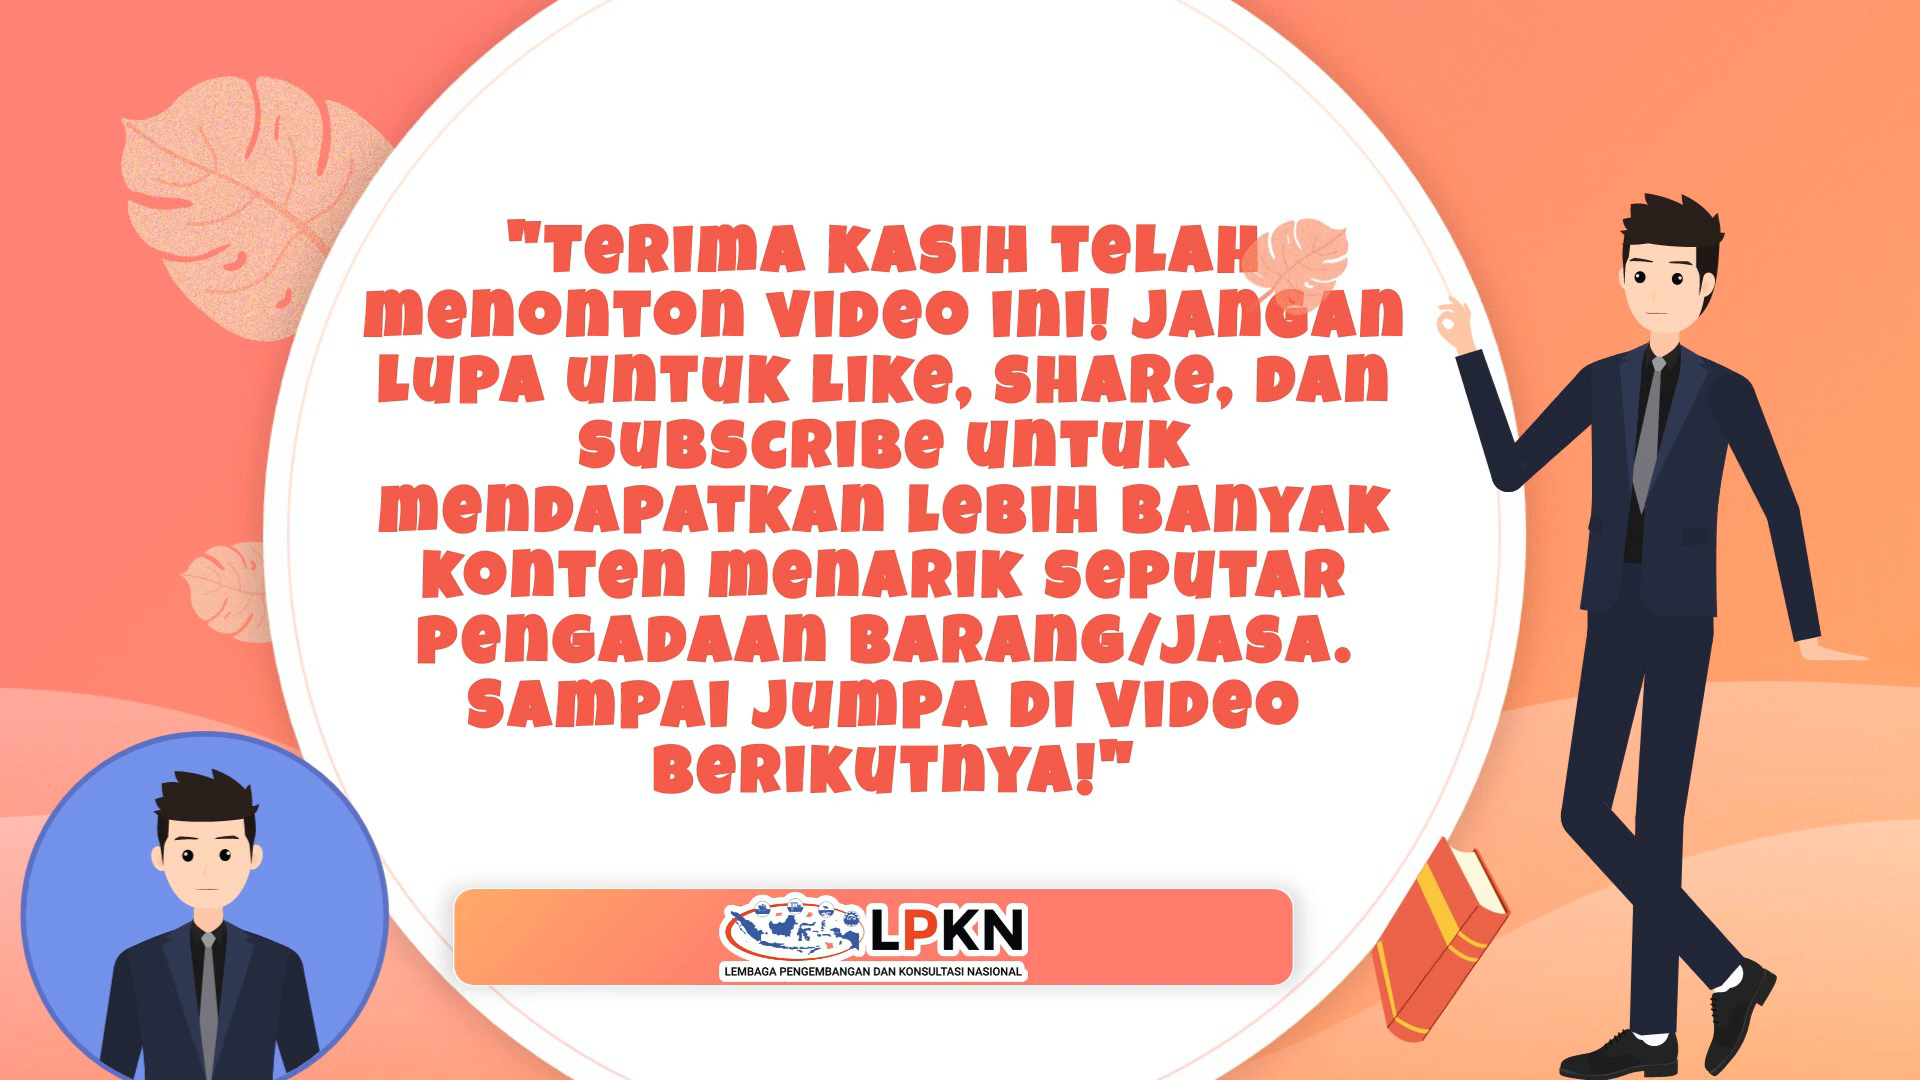 "Terima kasih telah
menonton video ini! Jangan
lupa untuk like, share, dan
subscribe untuk
mendapatkan lebih banyak
konten menarik seputar
pengadaan barang/jasa.
Sampai jumpa di video
berikutnya!"
LPKN
LEMBAGA PENGEMBANGAN DAN KONSULTASI NASIONAL